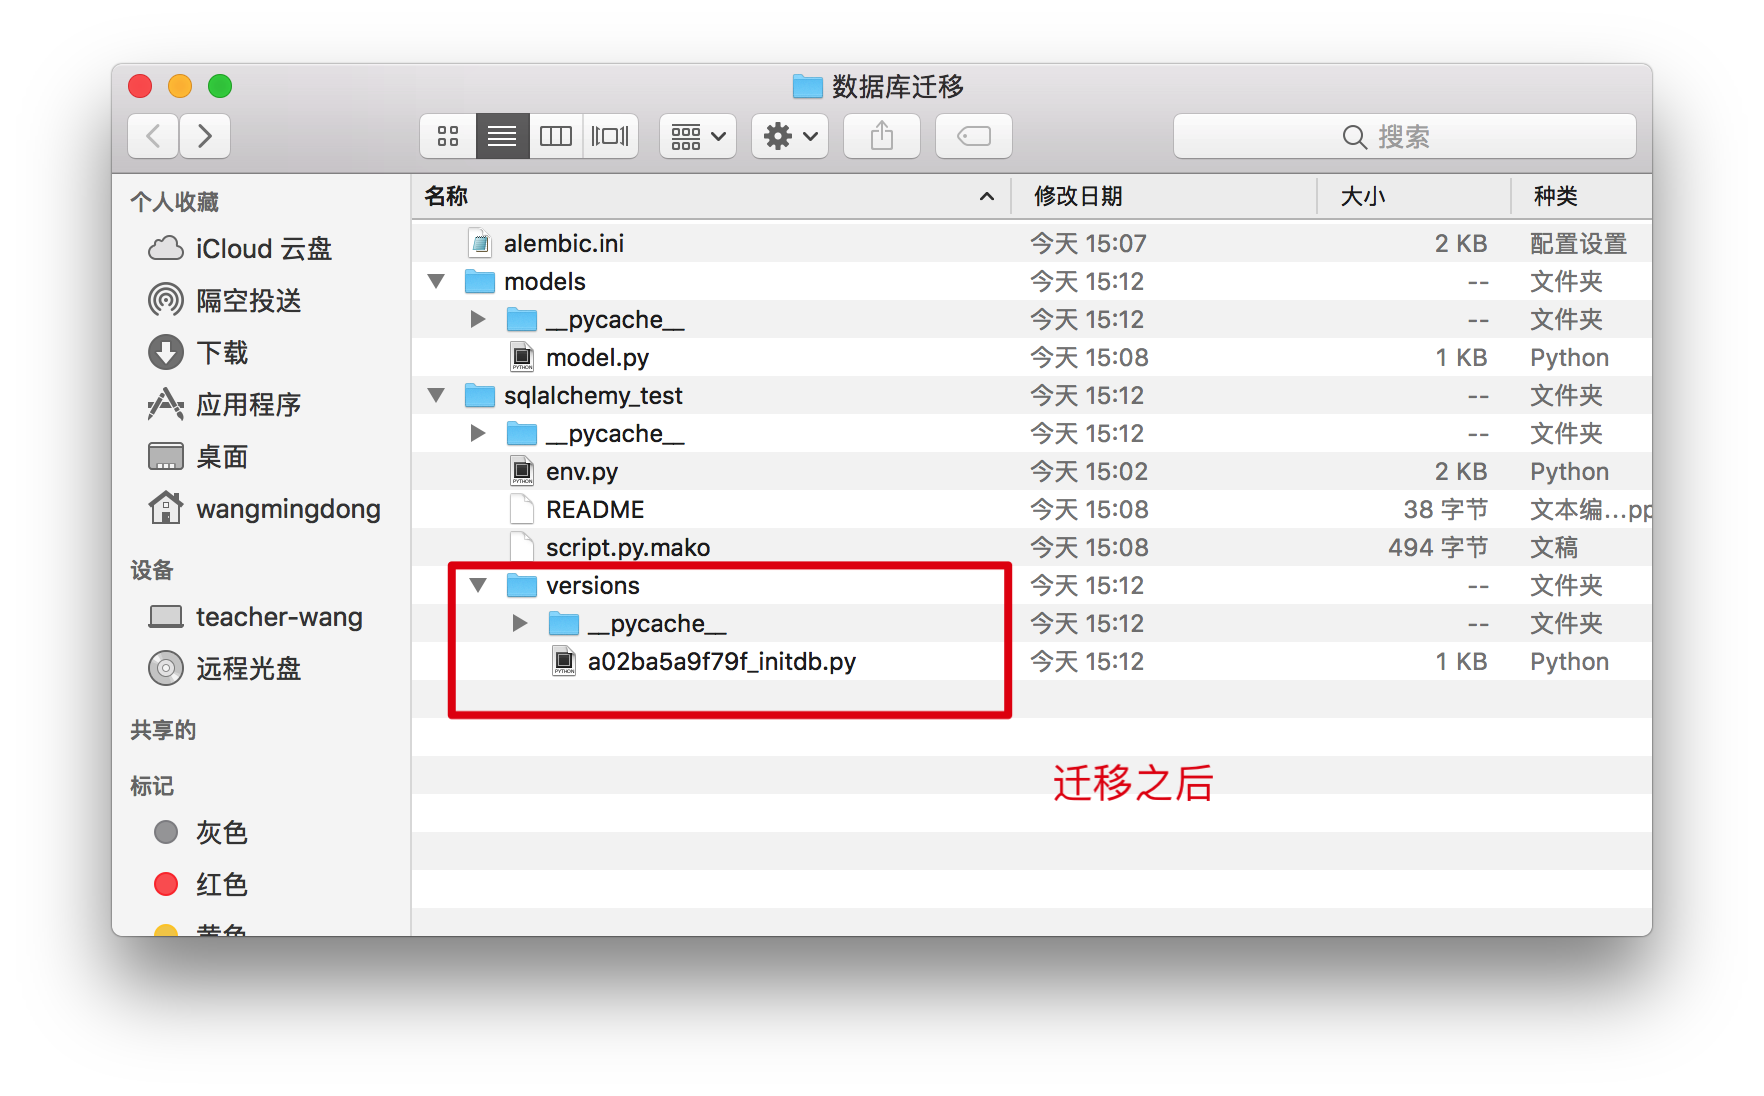 数据库迁移
搜索
个人收藏
iCloud 云盘
隔空投送
下载
应用程序
桌面
wangmingdong
设备
teacher-wang
远程光盘
共享的
标记
灰色
红色
黄色
名称 修改日期 大小 种类
alembic.ini 今天 15:07 2 KB 配置设置
models 今天 15:12 -- 文件夹
__pycache__ 今天 15:12 -- 文件夹
model.py 今天 15:08 1 KB Python
sqlalchemy_test 今天 15:12 -- 文件夹
__pycache__ 今天 15:12 -- 文件夹
env.py 今天 15:02 2 KB Python
README 今天 15:08 38 字节 文本编...pp
script.py.mako 今天 15:08 494 字节 文稿
versions 今天 15:12 -- 文件夹
__pycache__ 今天 15:12 -- 文件夹
a02ba5a9f79f_initdb.py 今天 15:12 1 KB Python
迁移之后